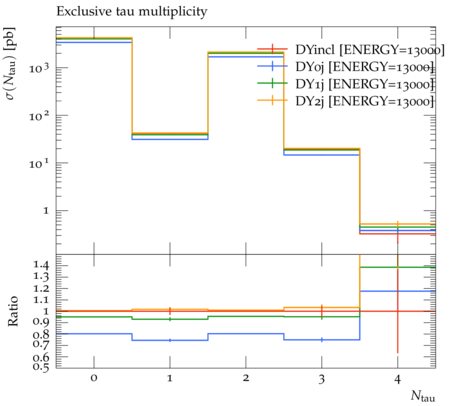 Exclusive tau multiplicity
σ(Ntau) [pb]
10³
10²
10¹
1
DYincl [ENERGY=13000]
DY0j [ENERGY=13000]
DY1j [ENERGY=13000]
DY2j [ENERGY=13000]
Ratio
1.4
1.3
1.2
1.1
1
0.9
0.8
0.7
0.6
0.5
0 1 2 3 4
Ntau